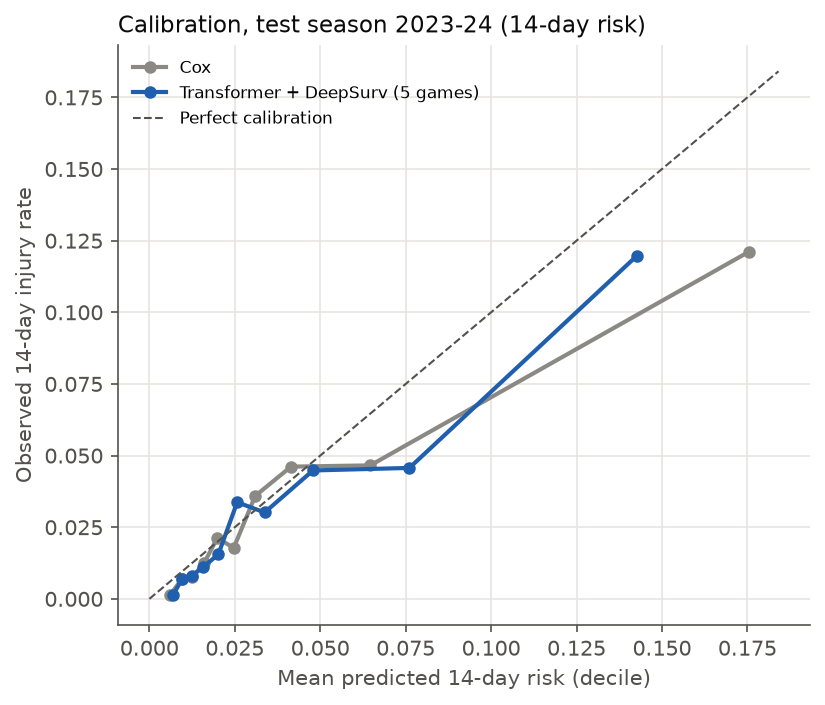 Calibration, test season 2023-24 (14-day risk)
Cox
Transformer + DeepSurv (5 games)
Perfect calibration
Observed 14-day injury rate
0.175
0.150
0.125
0.100
0.075
0.050
0.025
0.000
0.000 0.025 0.050 0.075 0.100 0.125 0.150 0.175
Mean predicted 14-day risk (decile)